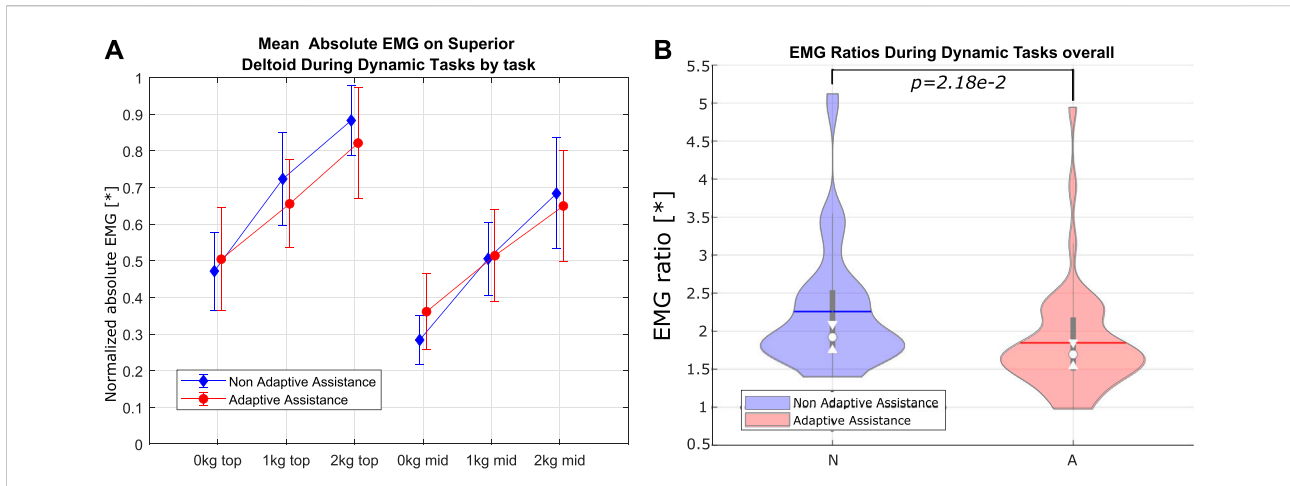 A
Mean Absolute EMG on Superior
Deltoid During Dynamic Tasks by task
Normalized absolute EMG [*]
1
0.9
0.8
0.7
0.6
0.5
0.4
0.3
0.2
0.1
0
Non Adaptive Assistance
Adaptive Assistance
0kg top 1kg top 2kg top 0kg mid 1kg mid 2kg mid
B
EMG Ratios During Dynamic Tasks overall
p=2.18e-2
EMG ratio [*]
5.5
5
4.5
4
3.5
3
2.5
2
1.5
1
0.5
Non Adaptive Assistance
Adaptive Assistance
N A